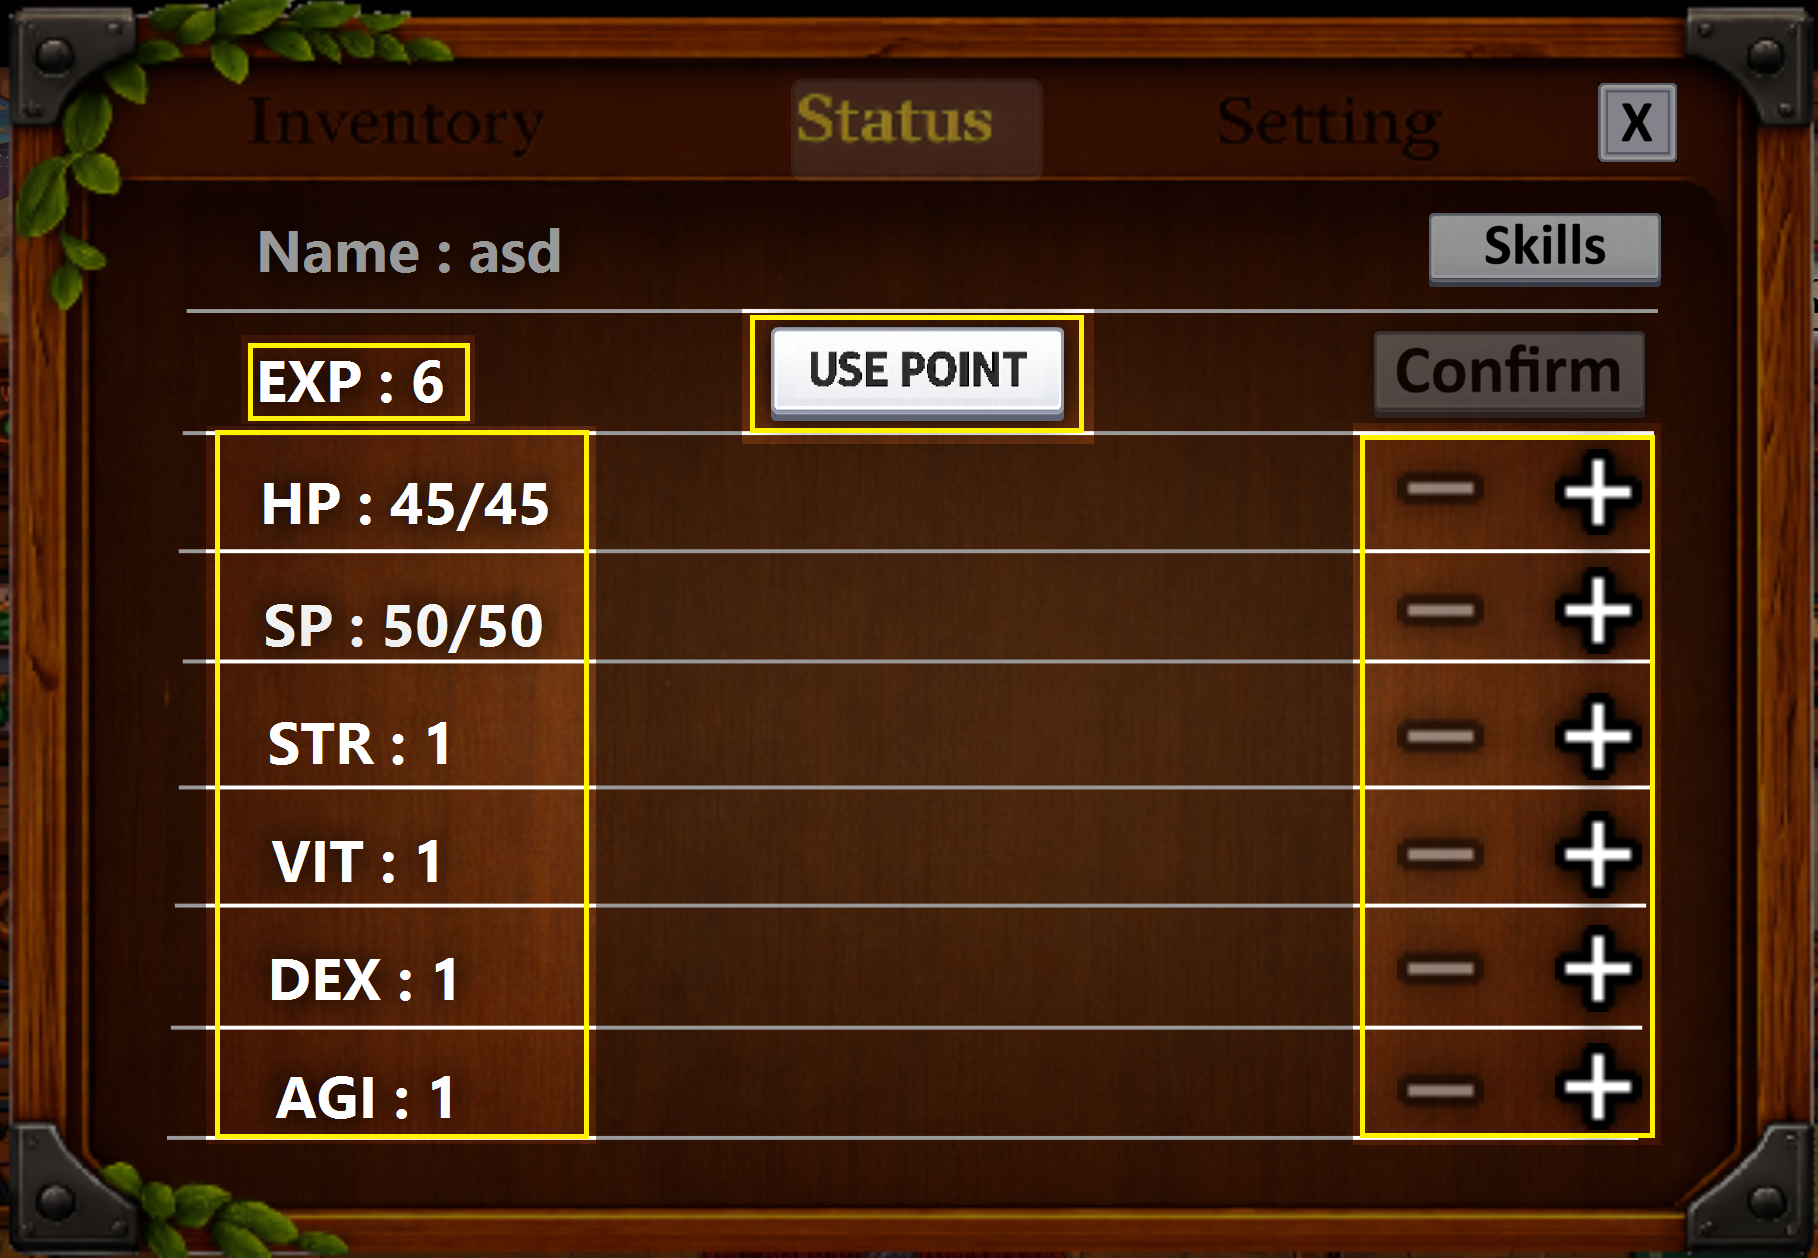 Inventory Status Setting X
Name : asd Skills
EXP : 6 USE POINT Confirm
HP : 45/45
SP : 50/50
STR : 1
VIT : 1
DEX : 1
AGI : 1